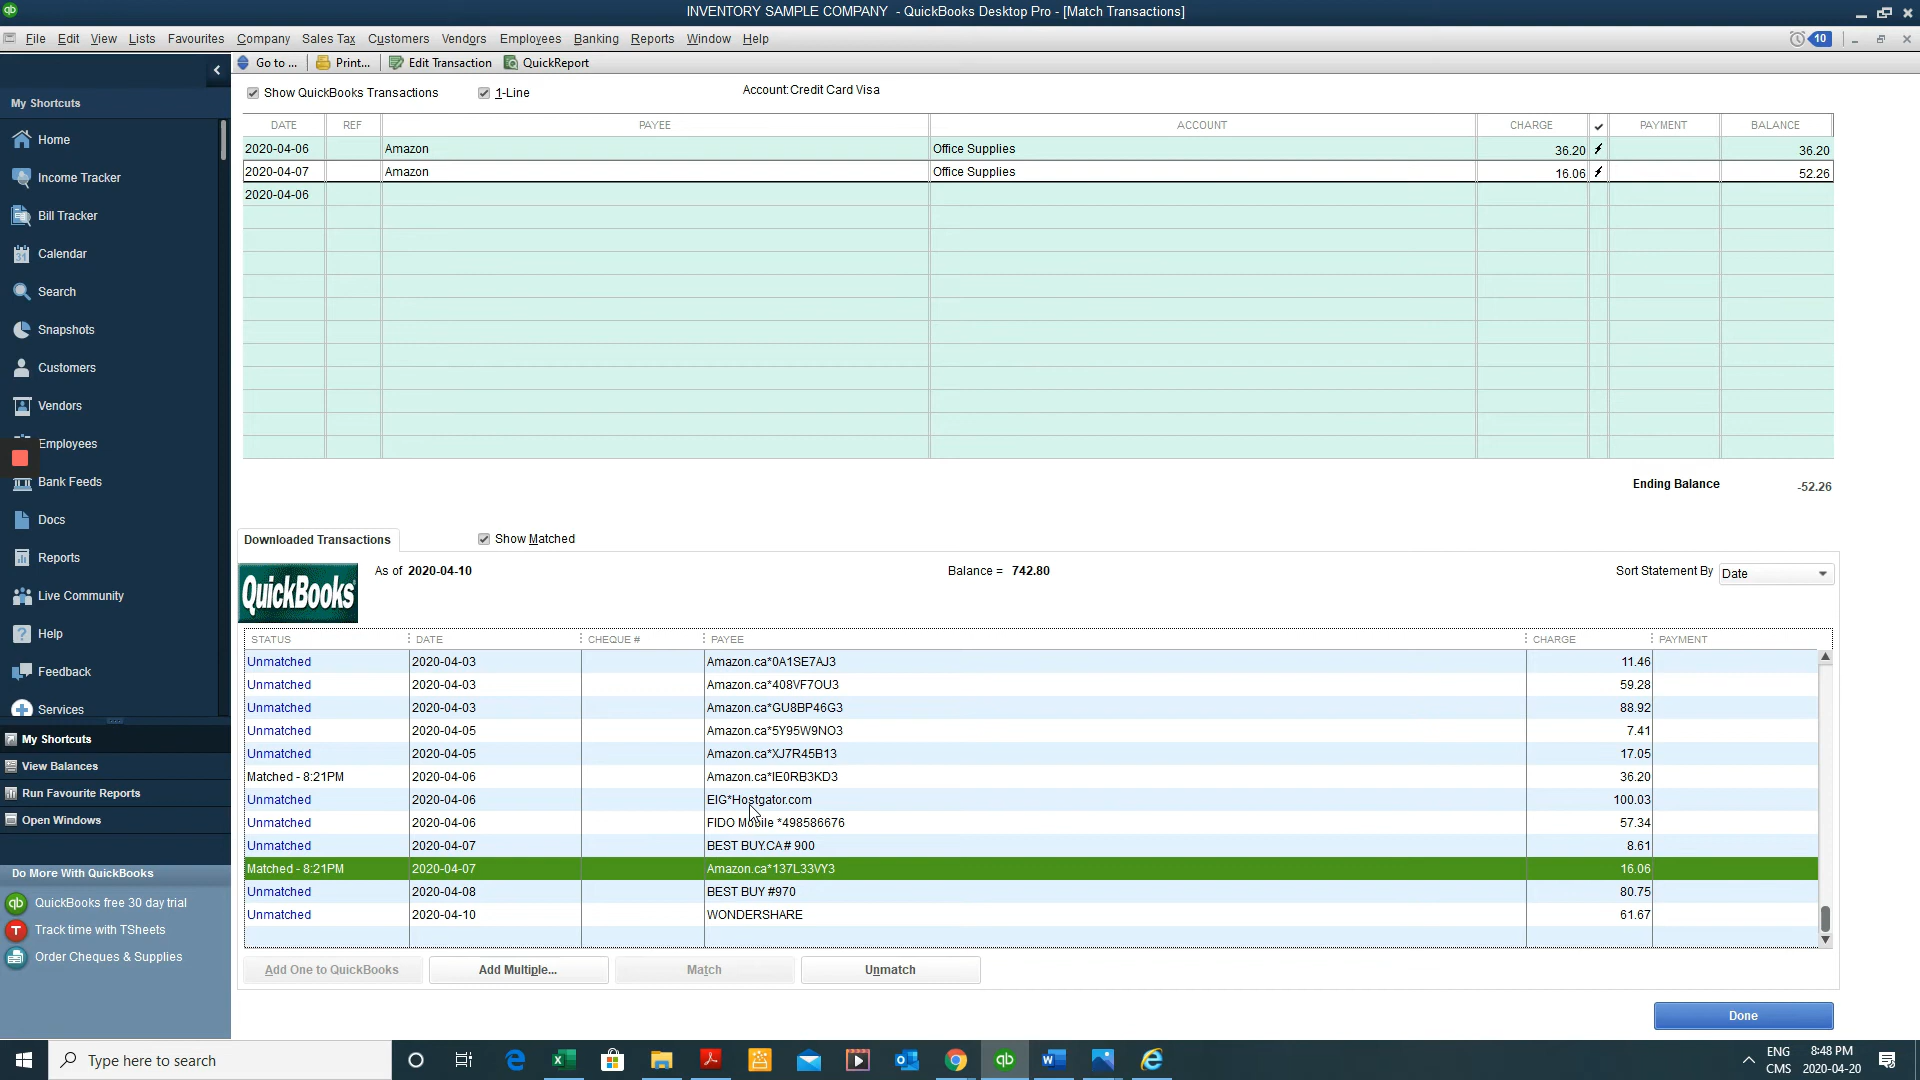 INVENTORY SAMPLE COMPANY - QuickBooks Desktop Pro - [Match Transactions]
File Edit View Lists Favourites Company Sales Tax Customers Vendors Employees Banking Reports Window Help 10
Go to ... Print... Edit Transaction QuickReport
My Shortcuts
Home
Income Tracker
Bill Tracker
Calendar
Search
Snapshots
Customers
Vendors
Employees
Bank Feeds
Docs
Reports
Live Community
Help
Feedback
Services
My Shortcuts
View Balances
Run Favourite Reports
Open Windows
Do More With QuickBooks
QuickBooks free 30 day trial
Track time with TSheets
Order Cheques & Supplies
Show QuickBooks Transactions 1-Line Account:Credit Card Visa
DATE REF PAYEE ACCOUNT CHARGE PAYMENT BALANCE
2020-04-06 Amazon Office Supplies 36.20 36.20
2020-04-07 Amazon Office Supplies 16.06 52.26
2020-04-06
Ending Balance -52.26
Downloaded Transactions Show Matched
QuickBooks
As of 2020-04-10 Balance = 742.80 Sort Statement By Date
STATUS DATE CHEQUE # PAYEE CHARGE PAYMENT
Unmatched 2020-04-03 Amazon.ca*0A1SE7AJ3 11.46
Unmatched 2020-04-03 Amazon.ca*408VF7OU3 59.28
Unmatched 2020-04-03 Amazon.ca*GU8BP46G3 88.92
Unmatched 2020-04-05 Amazon.ca*5Y95W9NO3 7.41
Unmatched 2020-04-05 Amazon.ca*XJ7R45B13 17.05
Matched - 8:21PM 2020-04-06 Amazon.ca*IE0RB3KD3 36.20
Unmatched 2020-04-06 EIG*Hostgator.com 100.03
Unmatched 2020-04-06 FIDO Mobile *498586676 57.34
Unmatched 2020-04-07 BEST BUY.CA # 900 8.61
Matched - 8:21PM 2020-04-07 Amazon.ca*137L33VY3 16.06
Unmatched 2020-04-08 BEST BUY #970 80.75
Unmatched 2020-04-10 WONDERSHARE 61.67
Add One to QuickBooks Add Multiple... Match Unmatch
Done
Type here to search
ENG 8:48 PM
CMS 2020-04-20